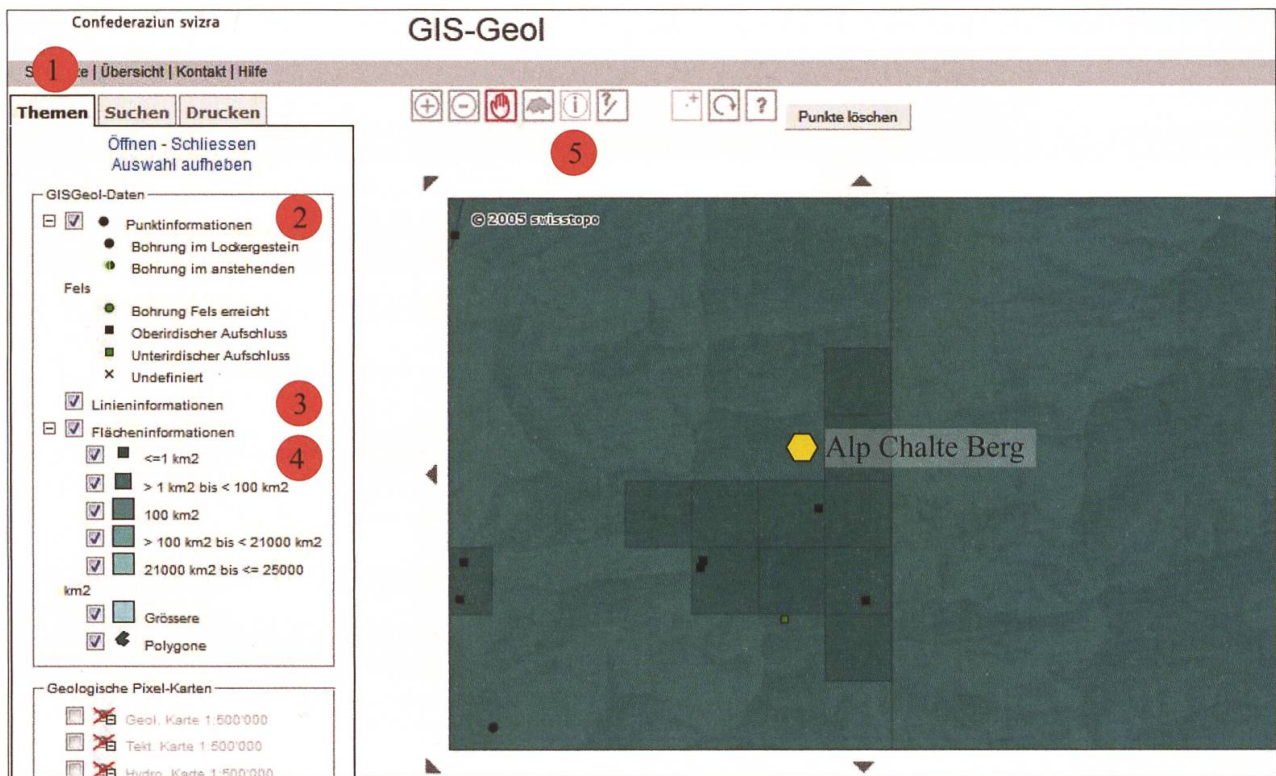 Confederaziun svizra
GIS-Geol
1
| Übersicht | Kontakt | Hilfe
Themen Suchen Drucken
Punkte löschen
Öffnen - Schliessen
Auswahl aufheben
5
GISGeol-Daten
2
Punktinformationen
© 2005 swisstopo
Bohrung im Lockergestein
Bohrung im anstehenden
Fels
Bohrung Fels erreicht
Oberirdischer Aufschluss
Unterirdischer Aufschluss
Undefiniert
Linieninformationen
3
Flächeninformationen
4
<=1 km2
> 1 km2 bis < 100 km2
100 km2
> 100 km2 bis < 21000 km2
21000 km2 bis <= 25000
km2
Grössere
Polygone
Alp Chalte Berg
Geologische Pixel-Karten
Geol. Karte 1:500'000
Tekt. Karte 1:500'000
Hydro. Karte 1:500'000